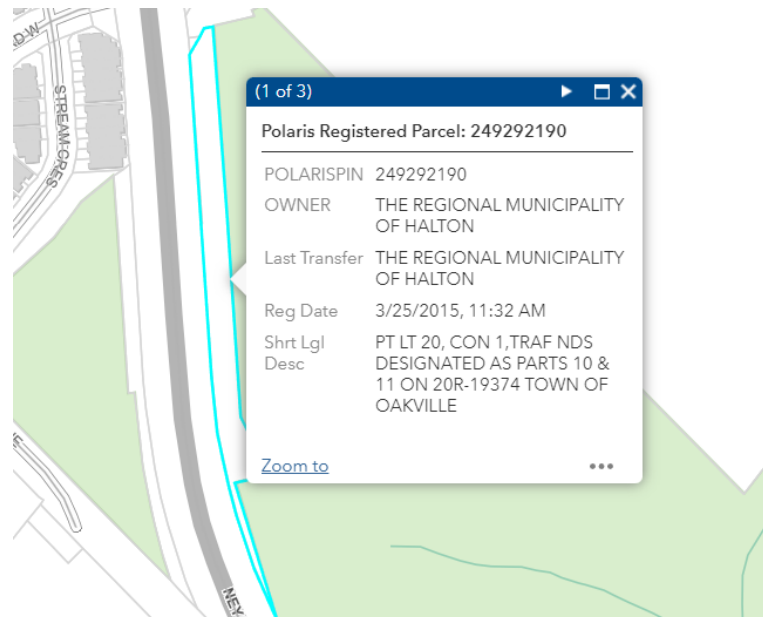 AD W
STREAM CRES
(1 of 3)
Polaris Registered Parcel: 249292190
POLARISPIN 249292190
OWNER THE REGIONAL MUNICIPALITY
OF HALTON
Last Transfer THE REGIONAL MUNICIPALITY
OF HALTON
Reg Date 3/25/2015, 11:32 AM
Shrt Lgl PT LT 20, CON 1,TRAF NDS
Desc DESIGNATED AS PARTS 10 &
11 ON 20R-19374 TOWN OF
OAKVILLE
Zoom to
NEY